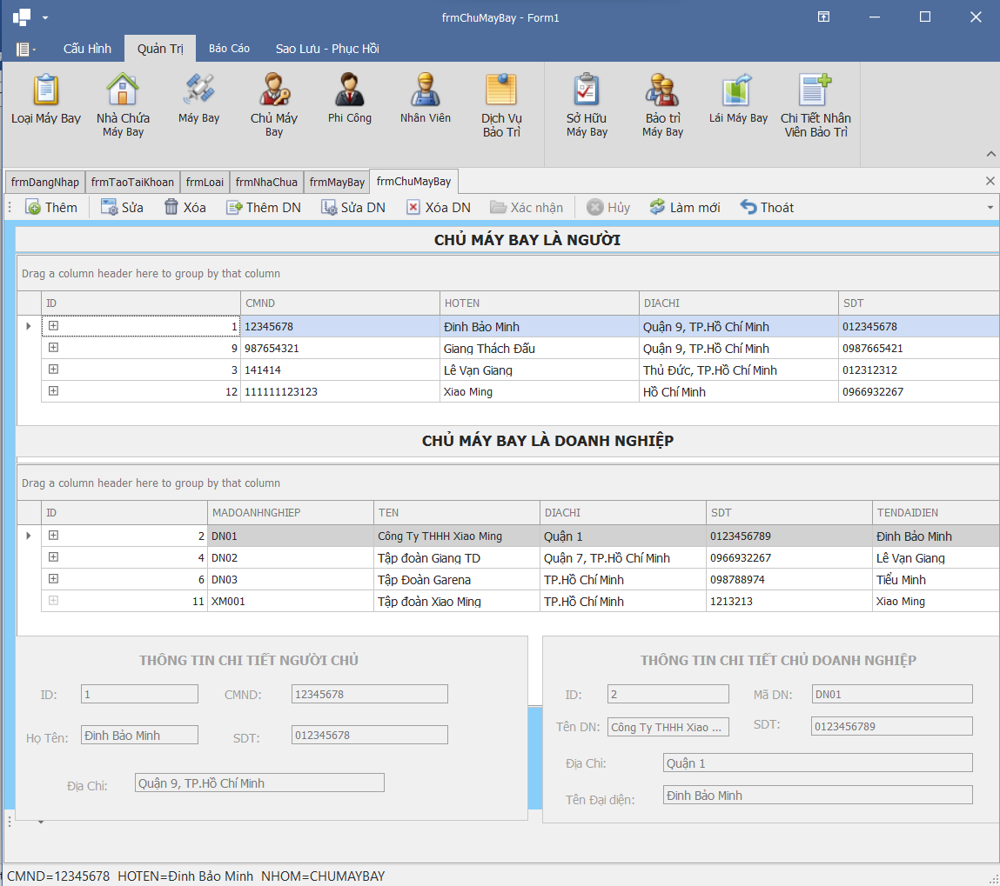 frmChuMayBay - Form1
Cấu Hình Quản Trị Báo Cáo Sao Lưu - Phục Hồi
Loại Máy Bay Nhà Chứa Máy Bay Chủ Máy Phi Công Nhân Viên Dịch Vụ Sở Hữu Bảo trì Lái Máy Bay Chi Tiết Nhân
Máy Bay Bay Bảo Trì Máy Bay Máy Bay Viên Bảo Trì
frmDangNhap frmTaoTaiKhoan frmLoai frmNhaChua frmMayBay frmChuMayBay
Thêm Sửa Xóa Thêm DN Sửa DN Xóa DN Xác nhận Hủy Làm mới Thoát
CHỦ MÁY BAY LÀ NGƯỜI
Drag a column header here to group by that column
ID CMND HOTEN DIACHI SDT
1 12345678 Đinh Bảo Minh Quận 9, TP.Hồ Chí Minh 012345678
9 987654321 Giang Thách Đấu Quận 9, TP.Hồ Chí Minh 0987665421
3 141414 Lê Vạn Giang Thủ Đức, TP.Hồ Chí Minh 012312312
12 111111123123 Xiao Ming Hồ Chí Minh 0966932267
CHỦ MÁY BAY LÀ DOANH NGHIỆP
Drag a column header here to group by that column
ID MADOANHNGHIEP TEN DIACHI SDT TENDAIDIEN
2 DN01 Công Ty THHH Xiao Ming Quận 1 0123456789 Đinh Bảo Minh
4 DN02 Tập đoàn Giang TD Quận 7, TP.Hồ Chí Minh 0966932267 Lê Vạn Giang
6 DN03 Tập Đoàn Garena TP.Hồ Chí Minh 098788974 Tiểu Minh
11 XM001 Tập đoàn Xiao Ming TP.Hồ Chí Minh 1213213 Xiao Ming
THÔNG TIN CHI TIẾT NGƯỜI CHỦ
ID: 1 CMND: 12345678
Họ Tên: Đinh Bảo Minh SDT: 012345678
Địa Chỉ: Quận 9, TP.Hồ Chí Minh
THÔNG TIN CHI TIẾT CHỦ DOANH NGHIỆP
ID: 2 Mã DN: DN01
Tên DN: Công Ty THHH Xiao ... SDT: 0123456789
Địa Chỉ: Quận 1
Tên Đại diện: Đinh Bảo Minh
CMND=12345678 HOTEN=Đinh Bảo Minh NHOM=CHUMAYBAY